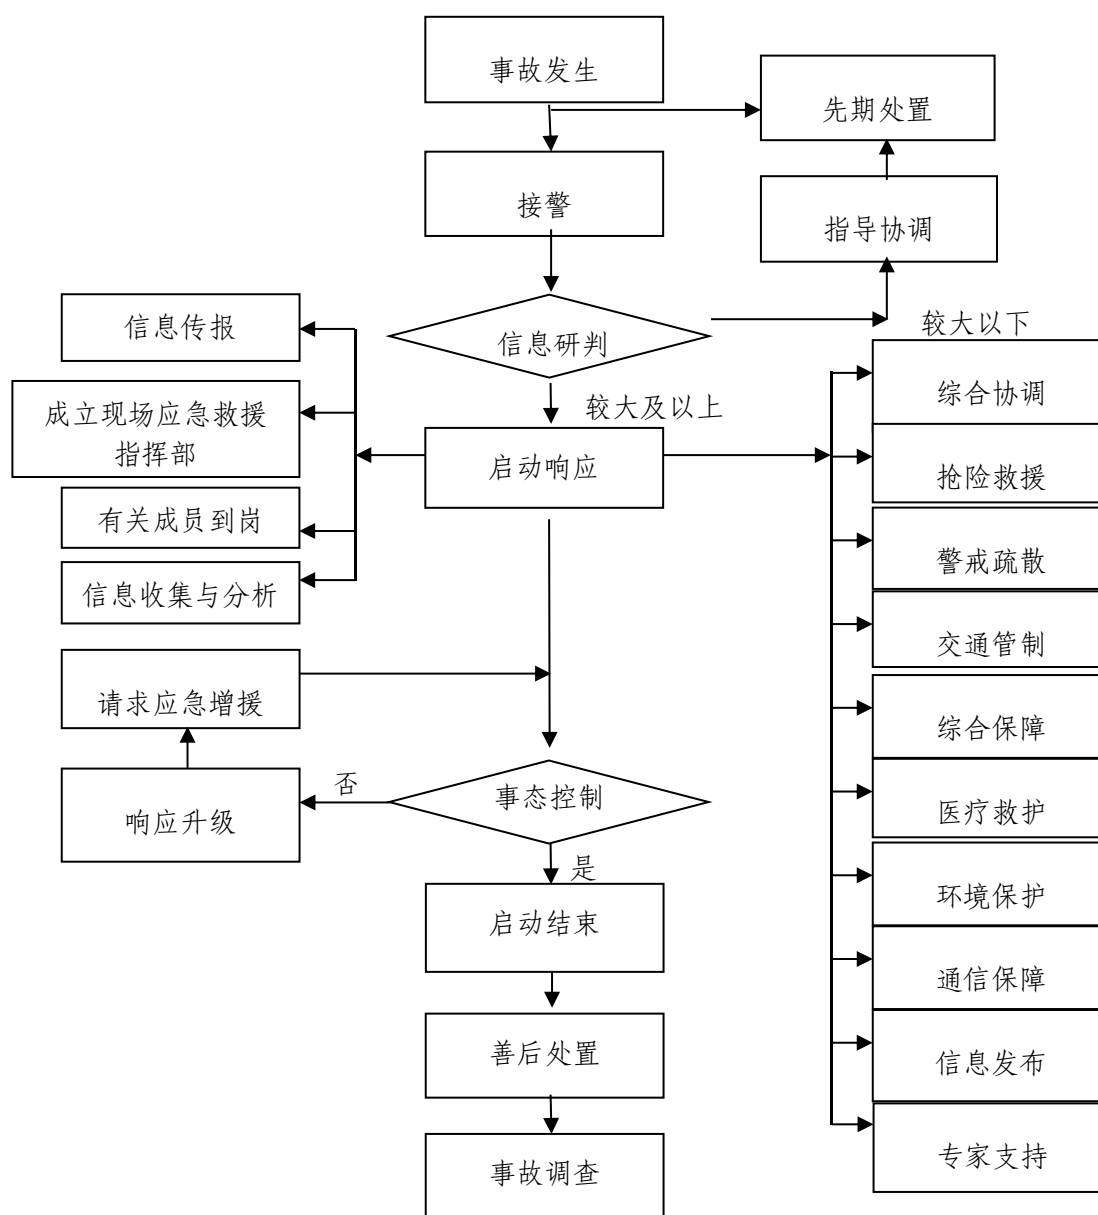 事故发生
先期处置
接警
指导协调
信息传报
信息研判
较大以下
综合协调
成立现场应急救援
指挥部
较大及以上
启动响应
抢险救援
有关成员到岗
警戒疏散
信息收集与分析
交通管制
请求应急增援
综合保障
响应升级
否
事态控制
医疗救护
是
环境保护
启动结束
通信保障
善后处置
信息发布
事故调查
专家支持